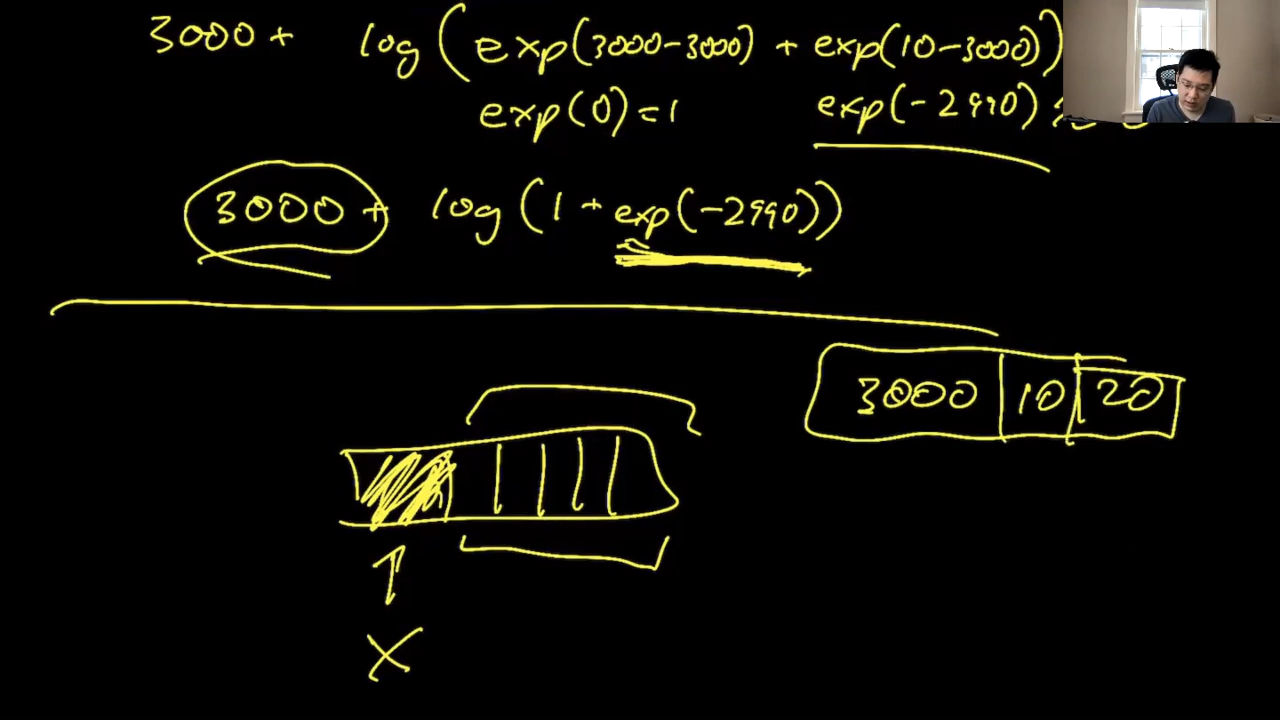 3000 + log(exp(3000-3000) + exp(10-3000))
exp(0)=1 exp(-2990)
3000 + log(1 + exp(-2990))
3000 10 20
X